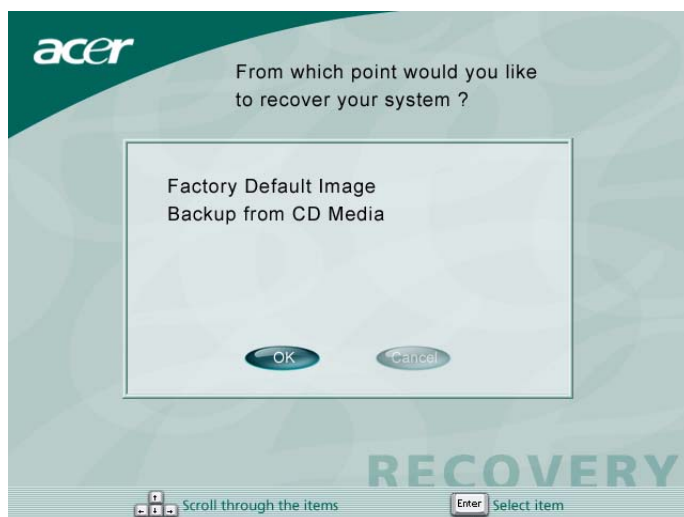 acer
From which point would you like
to recover your system ?
Factory Default Image
Backup from CD Media
OK
Cancel
RECOVERY
Scroll through the items
Enter
Select item